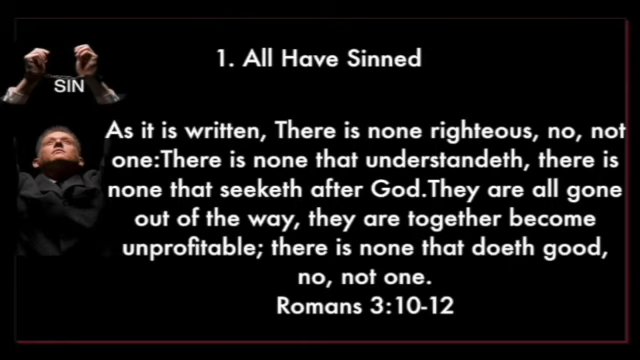 1. All Have Sinned
SIN
As it is written, There is none righteous, no, not
one:There is none that understandeth, there is
none that seeketh after God.They are all gone
out of the way, they are together become
unprofitable; there is none that doeth good,
no, not one.
Romans 3:10-12